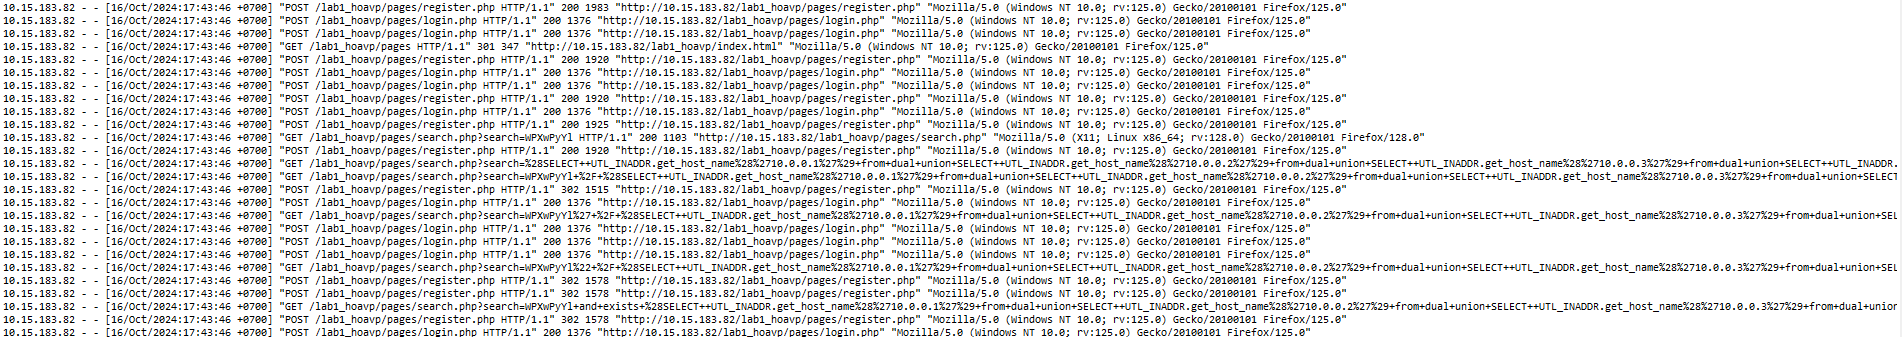 10.15.183.82 - - [16/Oct/2024:17:43:46 +0700] "POST /lab1_hoavp/pages/register.php HTTP/1.1" 200 1983 "http://10.15.183.82/lab1_hoavp/pages/register.php" "Mozilla/5.0 (Windows NT 10.0; rv:125.0) Gecko/20100101 Firefox/125.0"
10.15.183.82 - - [16/Oct/2024:17:43:46 +0700] "POST /lab1_hoavp/pages/login.php HTTP/1.1" 200 1376 "http://10.15.183.82/lab1_hoavp/pages/login.php" "Mozilla/5.0 (Windows NT 10.0; rv:125.0) Gecko/20100101 Firefox/125.0"
10.15.183.82 - - [16/Oct/2024:17:43:46 +0700] "POST /lab1_hoavp/pages/login.php HTTP/1.1" 200 1376 "http://10.15.183.82/lab1_hoavp/pages/login.php" "Mozilla/5.0 (Windows NT 10.0; rv:125.0) Gecko/20100101 Firefox/125.0"
10.15.183.82 - - [16/Oct/2024:17:43:46 +0700] "GET /lab1_hoavp/pages HTTP/1.1" 301 347 "http://10.15.183.82/lab1_hoavp/index.html" "Mozilla/5.0 (Windows NT 10.0; rv:125.0) Gecko/20100101 Firefox/125.0"
10.15.183.82 - - [16/Oct/2024:17:43:46 +0700] "POST /lab1_hoavp/pages/register.php HTTP/1.1" 200 1920 "http://10.15.183.82/lab1_hoavp/pages/register.php" "Mozilla/5.0 (Windows NT 10.0; rv:125.0) Gecko/20100101 Firefox/125.0"
10.15.183.82 - - [16/Oct/2024:17:43:46 +0700] "POST /lab1_hoavp/pages/login.php HTTP/1.1" 200 1376 "http://10.15.183.82/lab1_hoavp/pages/login.php" "Mozilla/5.0 (Windows NT 10.0; rv:125.0) Gecko/20100101 Firefox/125.0"
10.15.183.82 - - [16/Oct/2024:17:43:46 +0700] "POST /lab1_hoavp/pages/login.php HTTP/1.1" 200 1376 "http://10.15.183.82/lab1_hoavp/pages/login.php" "Mozilla/5.0 (Windows NT 10.0; rv:125.0) Gecko/20100101 Firefox/125.0"
10.15.183.82 - - [16/Oct/2024:17:43:46 +0700] "POST /lab1_hoavp/pages/register.php HTTP/1.1" 200 1920 "http://10.15.183.82/lab1_hoavp/pages/register.php" "Mozilla/5.0 (Windows NT 10.0; rv:125.0) Gecko/20100101 Firefox/125.0"
10.15.183.82 - - [16/Oct/2024:17:43:46 +0700] "POST /lab1_hoavp/pages/login.php HTTP/1.1" 200 1376 "http://10.15.183.82/lab1_hoavp/pages/login.php" "Mozilla/5.0 (Windows NT 10.0; rv:125.0) Gecko/20100101 Firefox/125.0"
10.15.183.82 - - [16/Oct/2024:17:43:46 +0700] "POST /lab1_hoavp/pages/register.php HTTP/1.1" 200 1925 "http://10.15.183.82/lab1_hoavp/pages/register.php" "Mozilla/5.0 (Windows NT 10.0; rv:125.0) Gecko/20100101 Firefox/125.0"
10.15.183.82 - - [16/Oct/2024:17:43:46 +0700] "GET /lab1_hoavp/pages/search.php?search=WPXwPyYl HTTP/1.1" 200 1103 "http://10.15.183.82/lab1_hoavp/pages/search.php" "Mozilla/5.0 (X11; Linux x86_64; rv:128.0) Gecko/20100101 Firefox/128.0"
10.15.183.82 - - [16/Oct/2024:17:43:46 +0700] "POST /lab1_hoavp/pages/register.php HTTP/1.1" 200 1920 "http://10.15.183.82/lab1_hoavp/pages/register.php" "Mozilla/5.0 (Windows NT 10.0; rv:125.0) Gecko/20100101 Firefox/125.0"
10.15.183.82 - - [16/Oct/2024:17:43:46 +0700] "GET /lab1_hoavp/pages/search.php?search=%28SELECT++UTL_INADDR.get_host_name%28%2710.0.0.1%27%29+from+dual+union+SELECT++UTL_INADDR.get_host_name%28%2710.0.0.2%27%29+from+dual+union+SELECT++UTL_INADDR.get_host_name%28%2710.0.0.3%27%29+from+dual+union+SELECT++UTL_INADDR.
10.15.183.82 - - [16/Oct/2024:17:43:46 +0700] "GET /lab1_hoavp/pages/search.php?search=WPXwPyYl+%2F+%28SELECT++UTL_INADDR.get_host_name%28%2710.0.0.1%27%29+from+dual+union+SELECT++UTL_INADDR.get_host_name%28%2710.0.0.2%27%29+from+dual+union+SELECT++UTL_INADDR.get_host_name%28%2710.0.0.3%27%29+from+dual+union+SELECT
10.15.183.82 - - [16/Oct/2024:17:43:46 +0700] "POST /lab1_hoavp/pages/register.php HTTP/1.1" 302 1515 "http://10.15.183.82/lab1_hoavp/pages/register.php" "Mozilla/5.0 (Windows NT 10.0; rv:125.0) Gecko/20100101 Firefox/125.0"
10.15.183.82 - - [16/Oct/2024:17:43:46 +0700] "POST /lab1_hoavp/pages/login.php HTTP/1.1" 200 1376 "http://10.15.183.82/lab1_hoavp/pages/login.php" "Mozilla/5.0 (Windows NT 10.0; rv:125.0) Gecko/20100101 Firefox/125.0"
10.15.183.82 - - [16/Oct/2024:17:43:46 +0700] "GET /lab1_hoavp/pages/search.php?search=WPXwPyYl%27+%2F+%28SELECT++UTL_INADDR.get_host_name%28%2710.0.0.1%27%29+from+dual+union+SELECT++UTL_INADDR.get_host_name%28%2710.0.0.2%27%29+from+dual+union+SELECT++UTL_INADDR.get_host_name%28%2710.0.0.3%27%29+from+dual+union+SEL
10.15.183.82 - - [16/Oct/2024:17:43:46 +0700] "POST /lab1_hoavp/pages/login.php HTTP/1.1" 200 1376 "http://10.15.183.82/lab1_hoavp/pages/login.php" "Mozilla/5.0 (Windows NT 10.0; rv:125.0) Gecko/20100101 Firefox/125.0"
10.15.183.82 - - [16/Oct/2024:17:43:46 +0700] "POST /lab1_hoavp/pages/login.php HTTP/1.1" 200 1376 "http://10.15.183.82/lab1_hoavp/pages/login.php" "Mozilla/5.0 (Windows NT 10.0; rv:125.0) Gecko/20100101 Firefox/125.0"
10.15.183.82 - - [16/Oct/2024:17:43:46 +0700] "POST /lab1_hoavp/pages/login.php HTTP/1.1" 200 1376 "http://10.15.183.82/lab1_hoavp/pages/login.php" "Mozilla/5.0 (Windows NT 10.0; rv:125.0) Gecko/20100101 Firefox/125.0"
10.15.183.82 - - [16/Oct/2024:17:43:46 +0700] "GET /lab1_hoavp/pages/search.php?search=WPXwPyYl%22+%2F+%28SELECT++UTL_INADDR.get_host_name%28%2710.0.0.1%27%29+from+dual+union+SELECT++UTL_INADDR.get_host_name%28%2710.0.0.2%27%29+from+dual+union+SELECT++UTL_INADDR.get_host_name%28%2710.0.0.3%27%29+from+dual+union+SEL
10.15.183.82 - - [16/Oct/2024:17:43:46 +0700] "POST /lab1_hoavp/pages/register.php HTTP/1.1" 302 1578 "http://10.15.183.82/lab1_hoavp/pages/register.php" "Mozilla/5.0 (Windows NT 10.0; rv:125.0) Gecko/20100101 Firefox/125.0"
10.15.183.82 - - [16/Oct/2024:17:43:46 +0700] "POST /lab1_hoavp/pages/register.php HTTP/1.1" 302 1578 "http://10.15.183.82/lab1_hoavp/pages/register.php" "Mozilla/5.0 (Windows NT 10.0; rv:125.0) Gecko/20100101 Firefox/125.0"
10.15.183.82 - - [16/Oct/2024:17:43:46 +0700] "GET /lab1_hoavp/pages/search.php?search=WPXwPyYl+and+exists+%28SELECT++UTL_INADDR.get_host_name%28%2710.0.0.1%27%29+from+dual+union+SELECT++UTL_INADDR.get_host_name%28%2710.0.0.2%27%29+from+dual+union+SELECT++UTL_INADDR.get_host_name%28%2710.0.0.3%27%29+from+dual+union
10.15.183.82 - - [16/Oct/2024:17:43:46 +0700] "POST /lab1_hoavp/pages/register.php HTTP/1.1" 302 1578 "http://10.15.183.82/lab1_hoavp/pages/register.php" "Mozilla/5.0 (Windows NT 10.0; rv:125.0) Gecko/20100101 Firefox/125.0"
10.15.183.82 - - [16/Oct/2024:17:43:46 +0700] "POST /lab1_hoavp/pages/login.php HTTP/1.1" 200 1376 "http://10.15.183.82/lab1_hoavp/pages/login.php" "Mozilla/5.0 (Windows NT 10.0; rv:125.0) Gecko/20100101 Firefox/125.0"